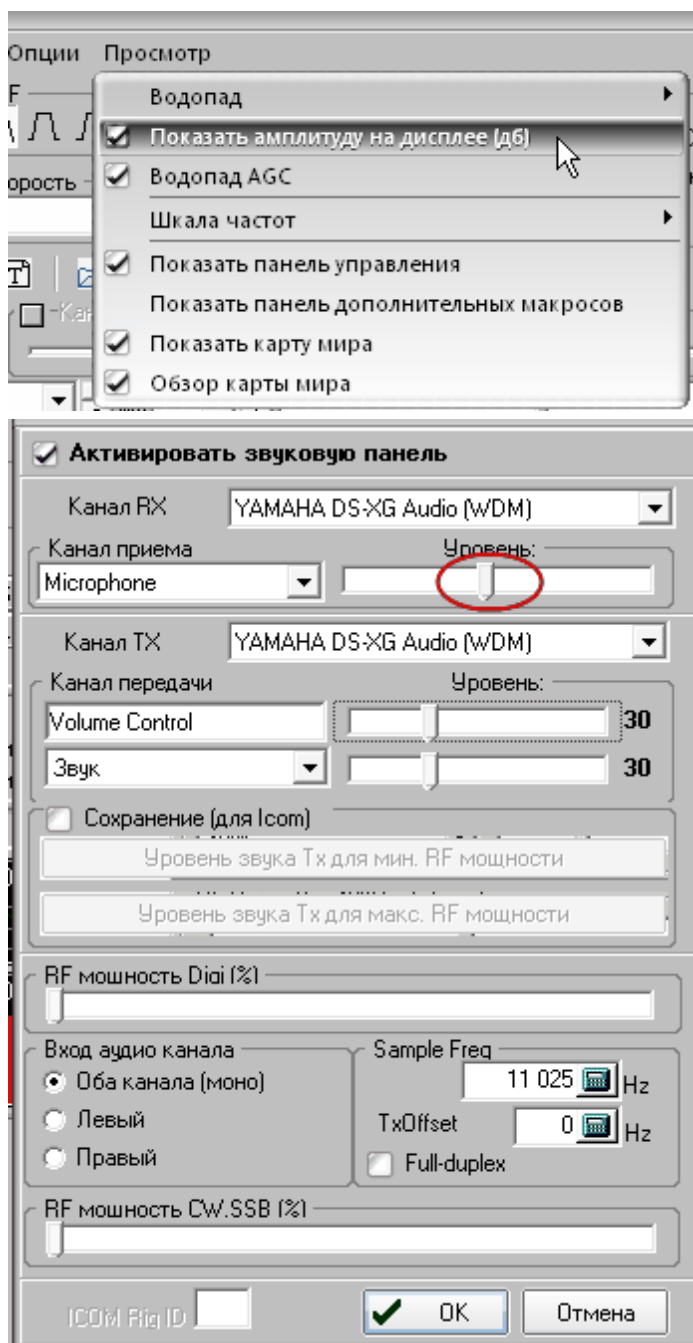 Опции Просмотр
F
Водопад
Показать амплитуду на дисплее (дб)
орость
Водопад AGC
Шкала частот
T
Показать панель управления
Показать панель дополнительных макросов
Кан
Показать карту мира
Обзор карты мира
Активировать звуковую панель
Канал RX YAMAHA DS-XG Audio (WDM)
Канал приема Уровень:
Microphone
Канал TX YAMAHA DS-XG Audio (WDM)
Канал передачи Уровень:
Volume Control 30
Звук 30
Сохранение (для Icom)
Уровень звука Tx для мин. RF мощности
Уровень звука Tx для макс. RF мощности
RF мощность Digi (%)
Вход аудио канала Sample Freq
Оба канала (моно) 11 025 Hz
Левый TxOffset 0 Hz
Правый Full-duplex
RF мощность CW.SSB (%)
ICOM Rig ID OK Отмена